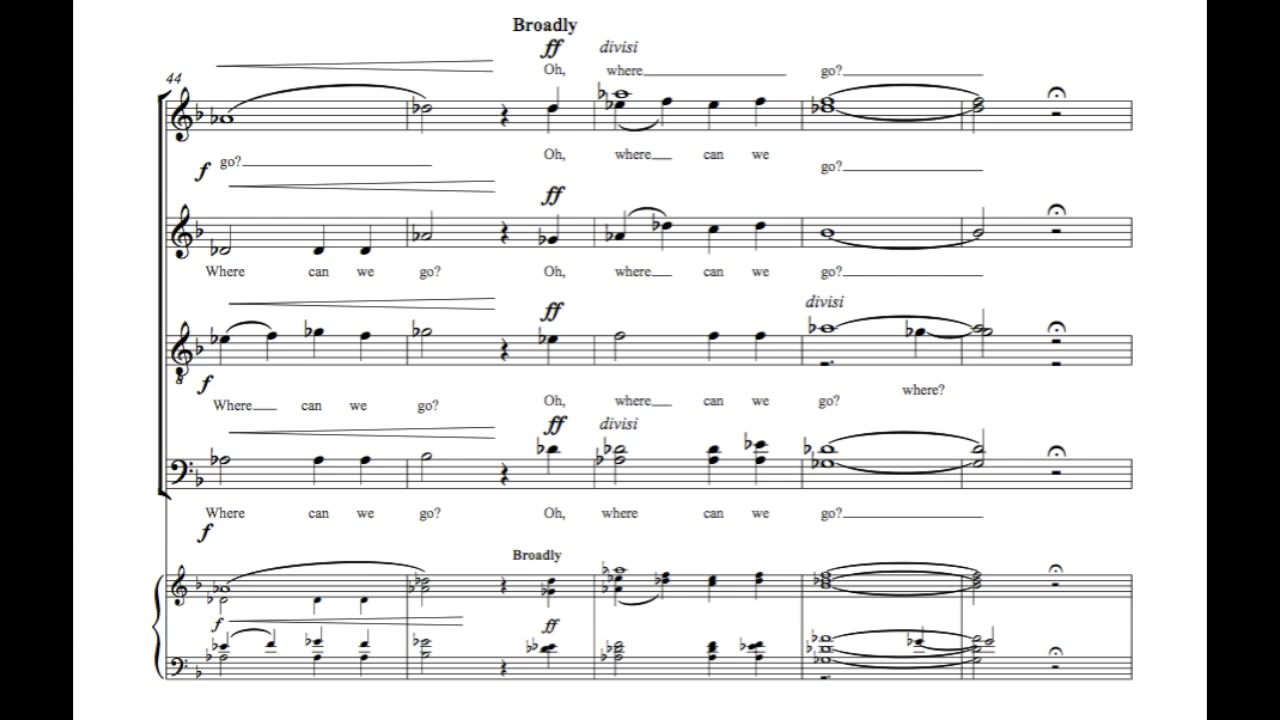 Broadly
ff divisi
Oh, where go?
44
Oh, where can we go?
f go?
ff
Where can we go? Oh, where can we go?
divisi
ff
8
f where?
Where can we go? Oh, where can we go?
ff divisi
Where can we go? Oh, where can we go?
f
Broadly
f ff